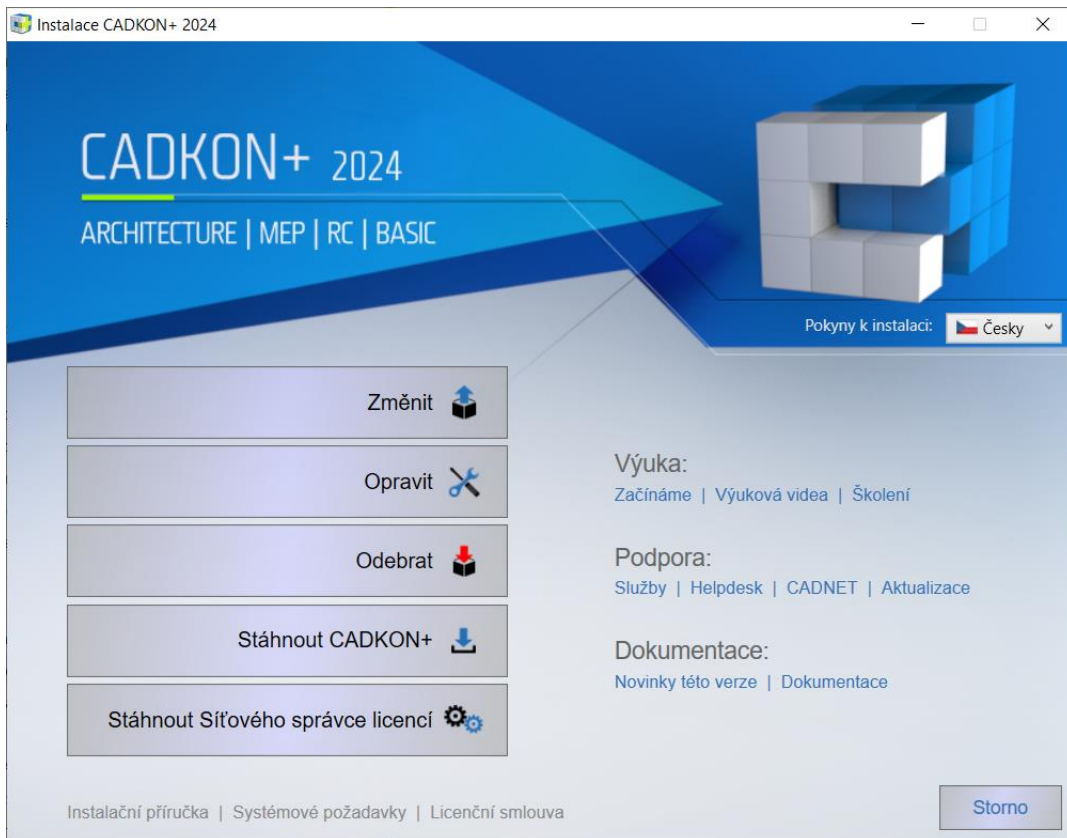 Instalace CADKON+ 2024
CADKON+ 2024
ARCHITECTURE | MEP | RC | BASIC
Pokyny k instalaci: Česky
Změnit
Opravit
Odebrat
Stáhnout CADKON+
Stáhnout Síťového správce licencí
Výuka:
Začínáme | Výuková videa | Školení
Podpora:
Služby | Helpdesk | CADNET | Aktualizace
Dokumentace:
Novinky této verze | Dokumentace
Instalační příručka | Systémové požadavky | Licenční smlouva
Storno